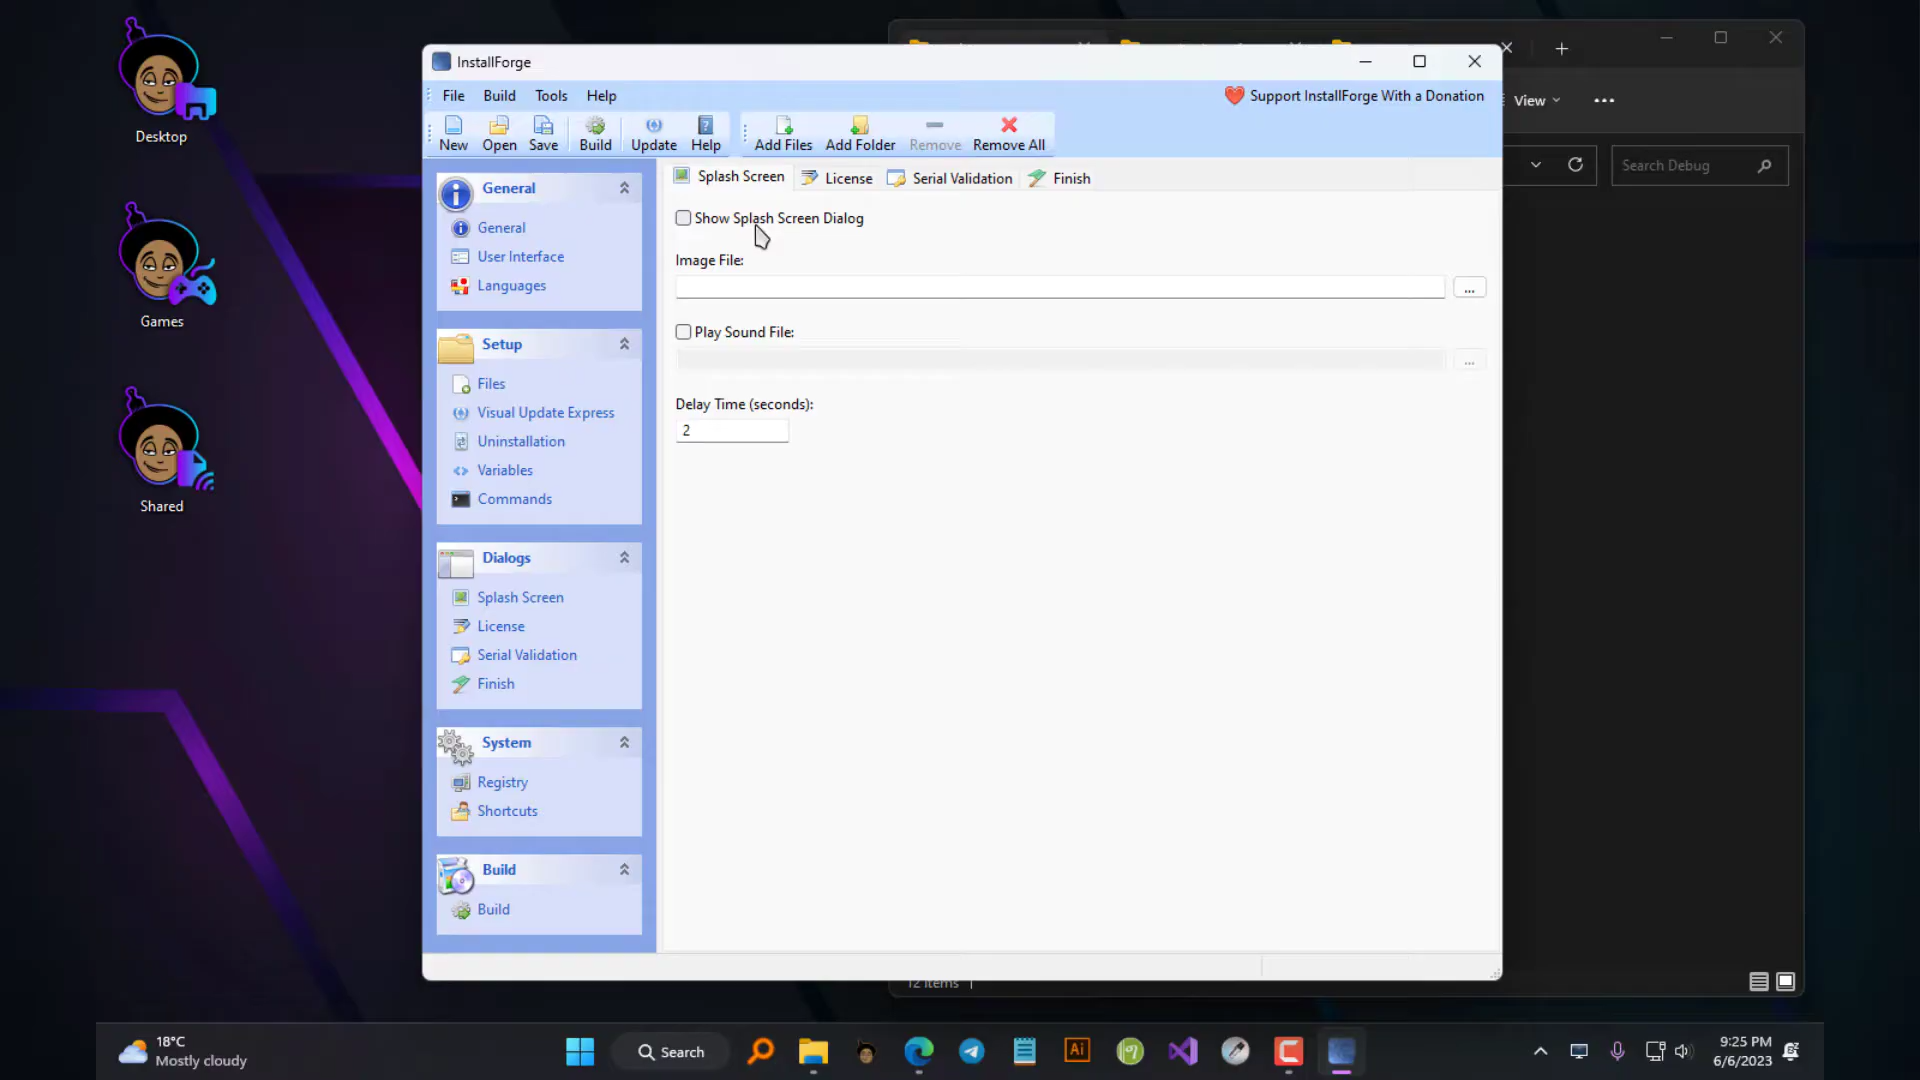 Desktop
Games
Shared
InstallForge
File Build Tools Help
Support InstallForge With a Donation
New Open Save Build Update Help Add Files Add Folder Remove Remove All
General
General
User Interface
Languages
Setup
Files
Visual Update Express
Uninstallation
Variables
Commands
Dialogs
Splash Screen
License
Serial Validation
Finish
System
Registry
Shortcuts
Build
Build
Splash Screen License Serial Validation Finish
Show Splash Screen Dialog
Image File:
...
Play Sound File:
...
Delay Time (seconds):
2
View
Search Debug
12 items
18°C
Mostly cloudy
Search
Ai
9:25 PM
6/6/2023